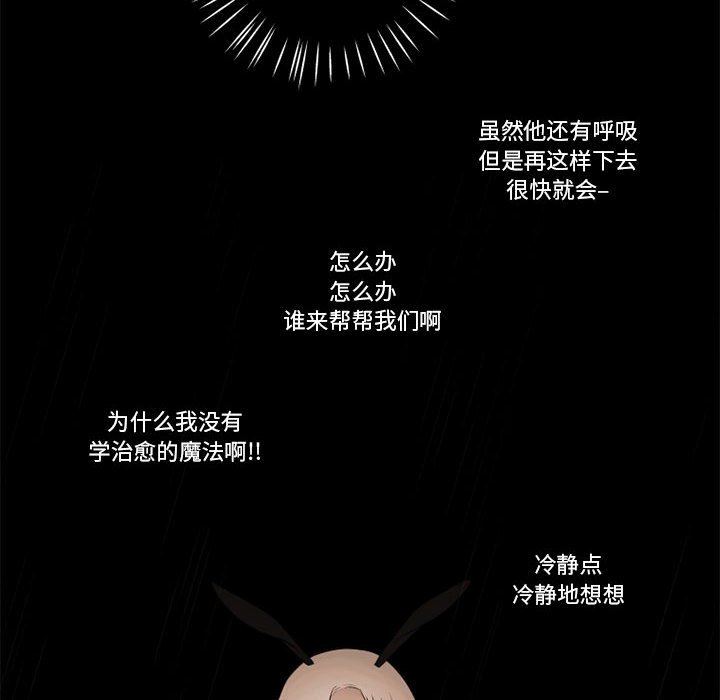 虽然他还有呼吸
但是再这样下去
很快就会–
怎么办
怎么办
谁来帮帮我们啊
为什么我没有
学治愈的魔法啊!!
冷静点
冷静地想想